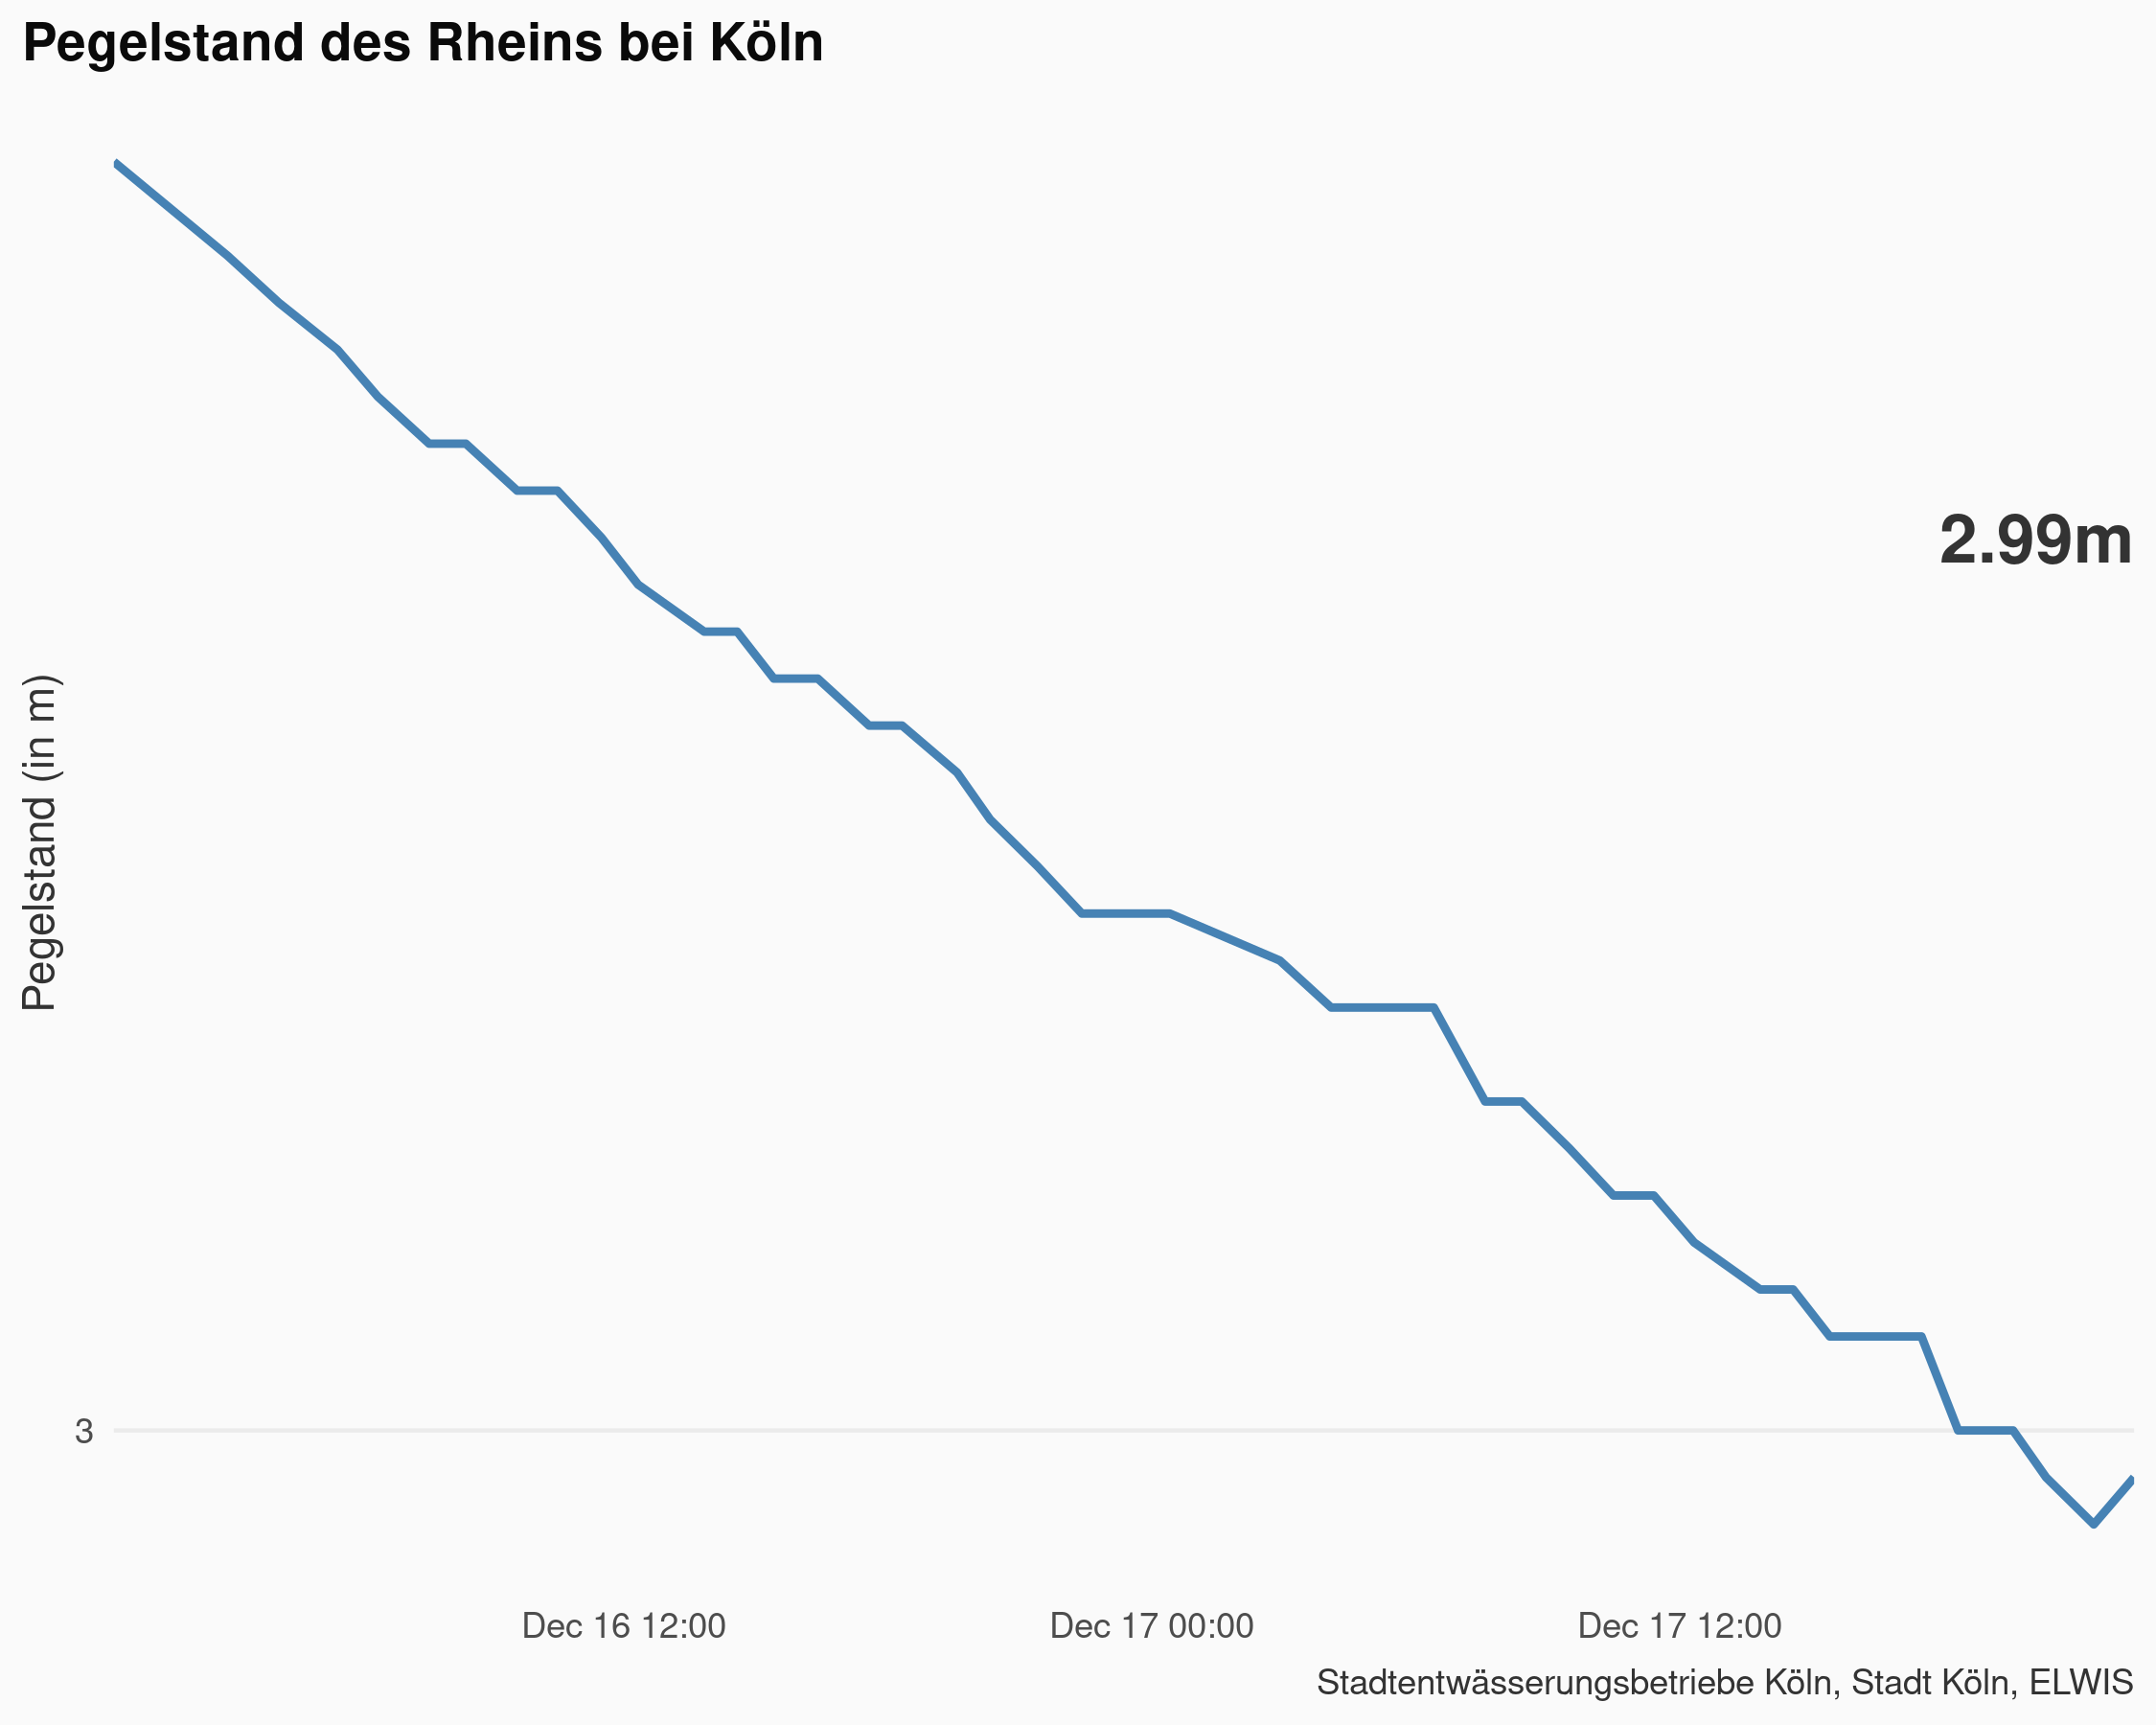 Pegelstand des Rheins bei Köln
2.99m
Pegelstand (in m)
3
Dec 16 12:00
Dec 17 00:00
Dec 17 12:00
Stadtentwässerungsbetriebe Köln, Stadt Köln, ELWIS